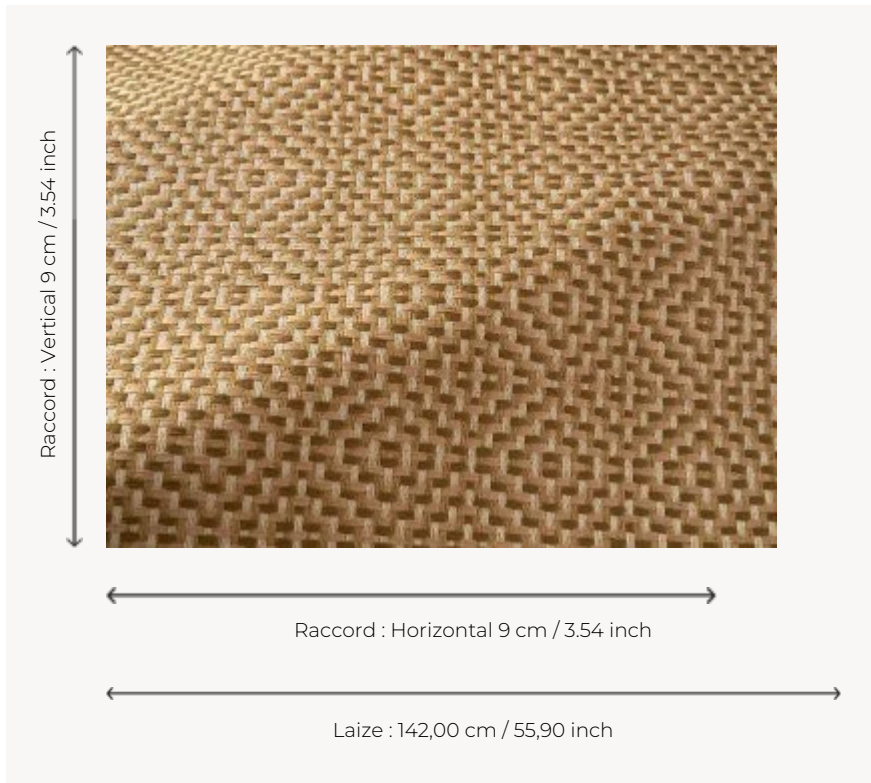 Raccord : Vertical 9 cm / 3.54 inch
Raccord : Horizontal 9 cm / 3.54 inch
Laize : 142,00 cm / 55,90 inch